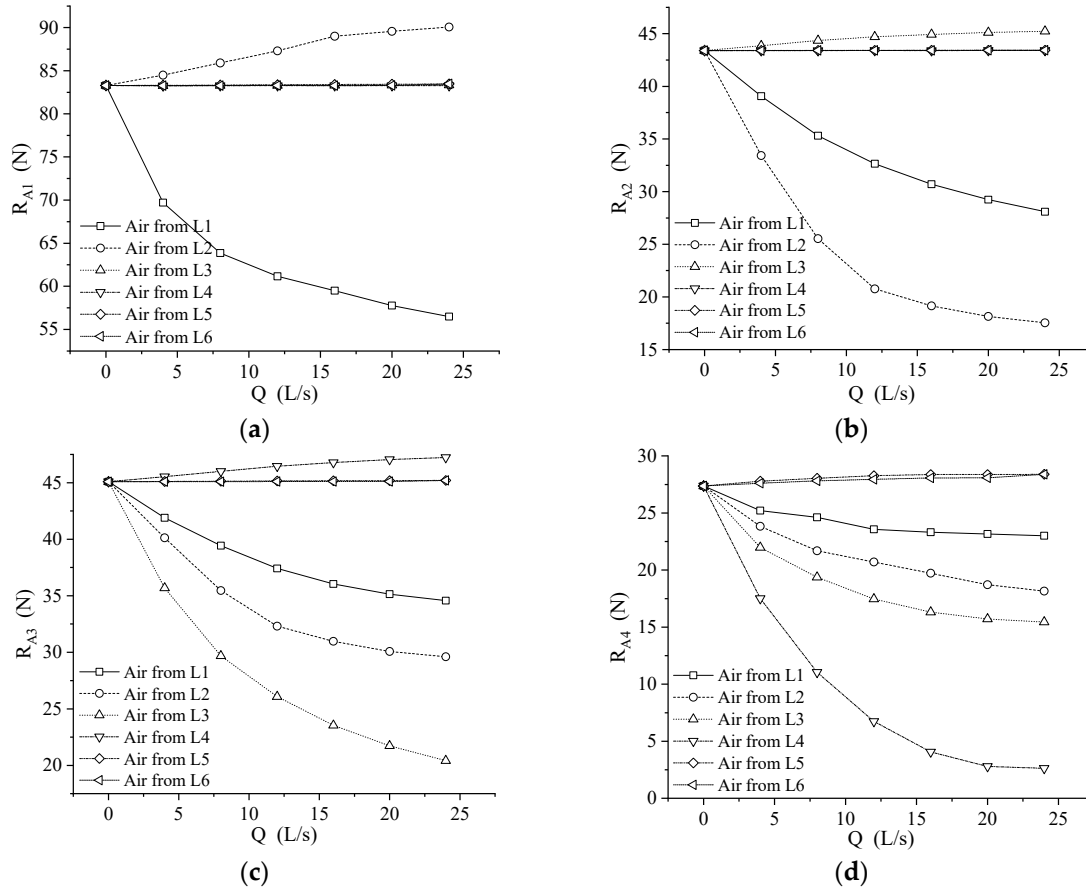 90
85
80
75
70
65
60
55
R_A1 (N)
Air from L1
Air from L2
Air from L3
Air from L4
Air from L5
Air from L6
0 5 10 15 20 25
Q (L/s)
(a)
45
40
35
30
25
20
15
R_A2 (N)
Air from L1
Air from L2
Air from L3
Air from L4
Air from L5
Air from L6
0 5 10 15 20 25
Q (L/s)
(b)
45
40
35
30
25
20
R_A3 (N)
Air from L1
Air from L2
Air from L3
Air from L4
Air from L5
Air from L6
0 5 10 15 20 25
Q (L/s)
(c)
30
25
20
15
10
5
0
R_A4 (N)
Air from L1
Air from L2
Air from L3
Air from L4
Air from L5
Air from L6
0 5 10 15 20 25
Q (L/s)
(d)